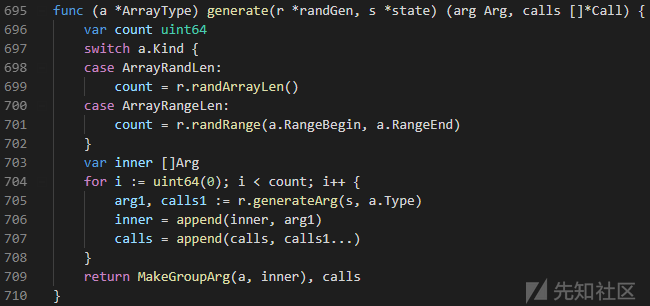 695 func (a *ArrayType) generate(r *randGen, s *state) (arg Arg, calls []*Call) {
696     var count uint64
697     switch a.Kind {
698     case ArrayRandLen:
699         count = r.randArrayLen()
700     case ArrayRangeLen:
701         count = r.randRange(a.RangeBegin, a.RangeEnd)
702     }
703     var inner []Arg
704     for i := uint64(0); i < count; i++ {
705         arg1, calls1 := r.generateArg(s, a.Type)
706         inner = append(inner, arg1)
707         calls = append(calls, calls1...)
708     }
709     return MakeGroupArg(a, inner), calls
710 }
先知社区